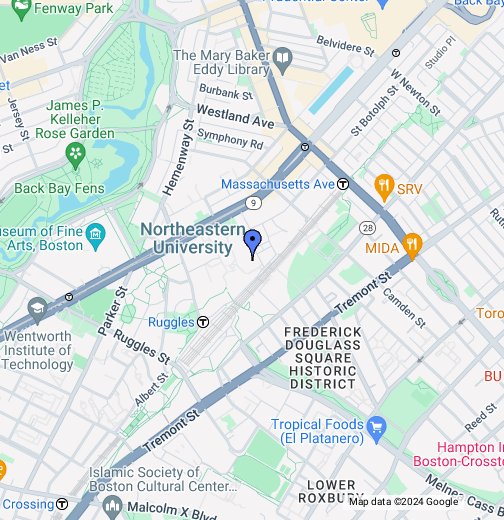 Fenway Park
Prudential Center
Back Bay
Van Ness St
Belvidere St
Studio Pl
The Mary Baker
Eddy Library
W Newton St
Burbank St
Jersey St
James P.
Kelleher
Rose Garden
Westland Ave
St Botolph St
Symphony Rd
Hemenway St
Back Bay Fens
Massachusetts Ave
SRV
9
28
Museum of Fine
Arts, Boston
Northeastern
University
MIDA
Tremont St
Camden St
Parker St
Ruggles
Ruggles St
Wentworth
Institute of
Technology
FREDERICK
DOUGLASS
SQUARE
HISTORIC
DISTRICT
Toro
BU
Albert St
Tremont St
Reed St
Tropical Foods
(El Platanero)
Hampton In
Boston-Crosst
Islamic Society of
Boston Cultural Center...
Melnea Cass B
LOWER
ROXBURY
Crossing
Malcolm X Blvd
Map data ©2024 Google